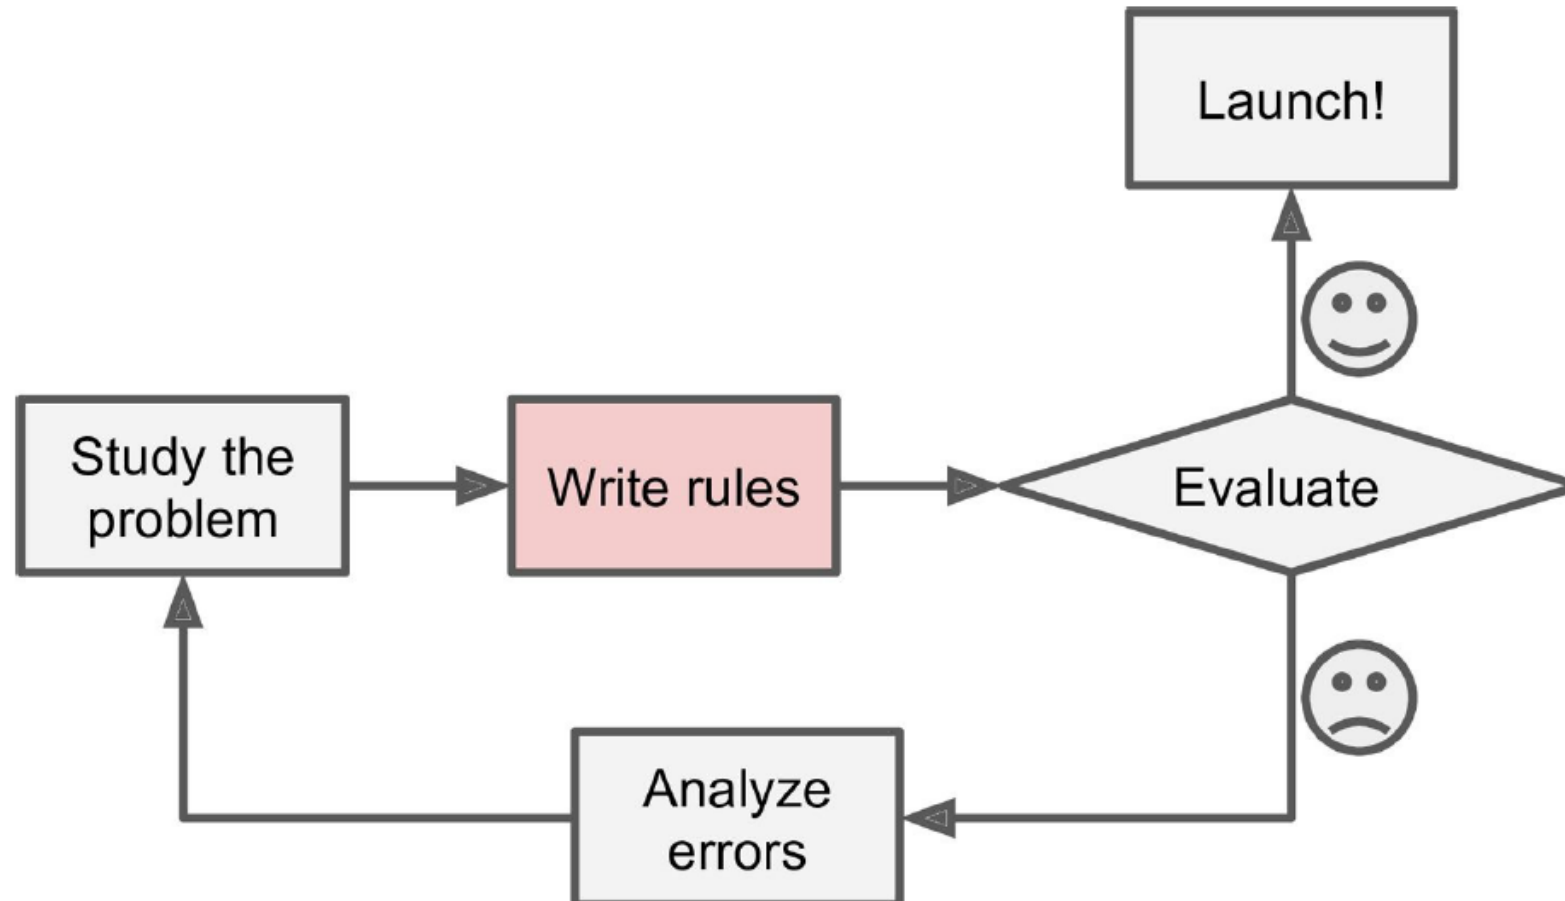 Launch!
Study the
problem
Write rules
Evaluate
Analyze
errors